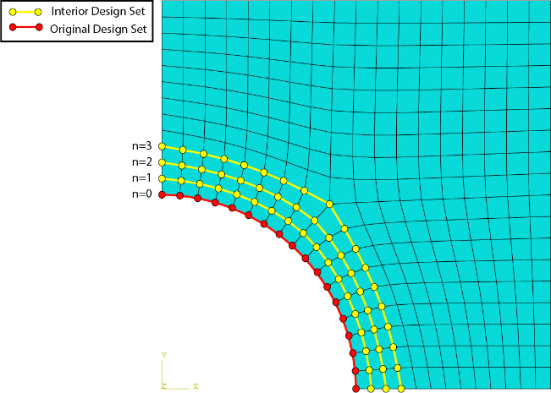 Interior Design Set
Original Design Set
n=3
n=2
n=1
n=0
Y
Z
X